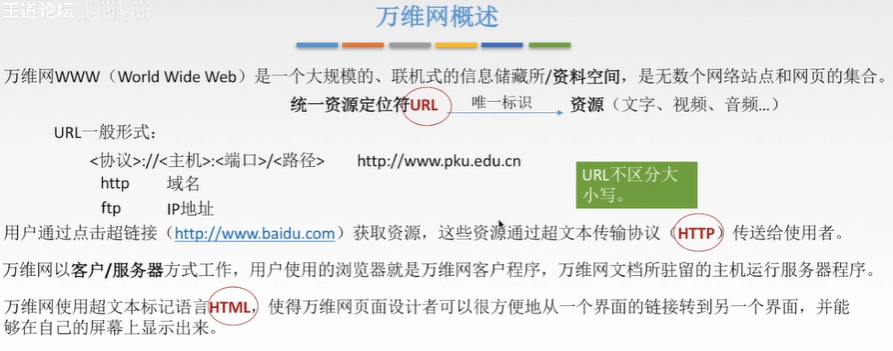 王道论坛
万维网概述
万维网WWW（World Wide Web）是一个大规模的、联机式的信息储藏所/资料空间，是无数个网络站点和网页的集合。
统一资源定位符URL 唯一标识 资源（文字、视频、音频...）
URL一般形式：
<协议>://<主机>:<端口>/<路径> http://www.pku.edu.cn
http 域名
ftp IP地址
URL不区分大
小写。
用户通过点击超链接（http://www.baidu.com）获取资源，这些资源通过超文本传输协议（HTTP）传送给使用者。
万维网以客户/服务器方式工作，用户使用的浏览器就是万维网客户程序，万维网文档所驻留的主机运行服务器程序。
万维网使用超文本标记语言HTML，使得万维网页面设计者可以很方便地从一个界面的链接转到另一个界面，并能
够在自己的屏幕上显示出来。